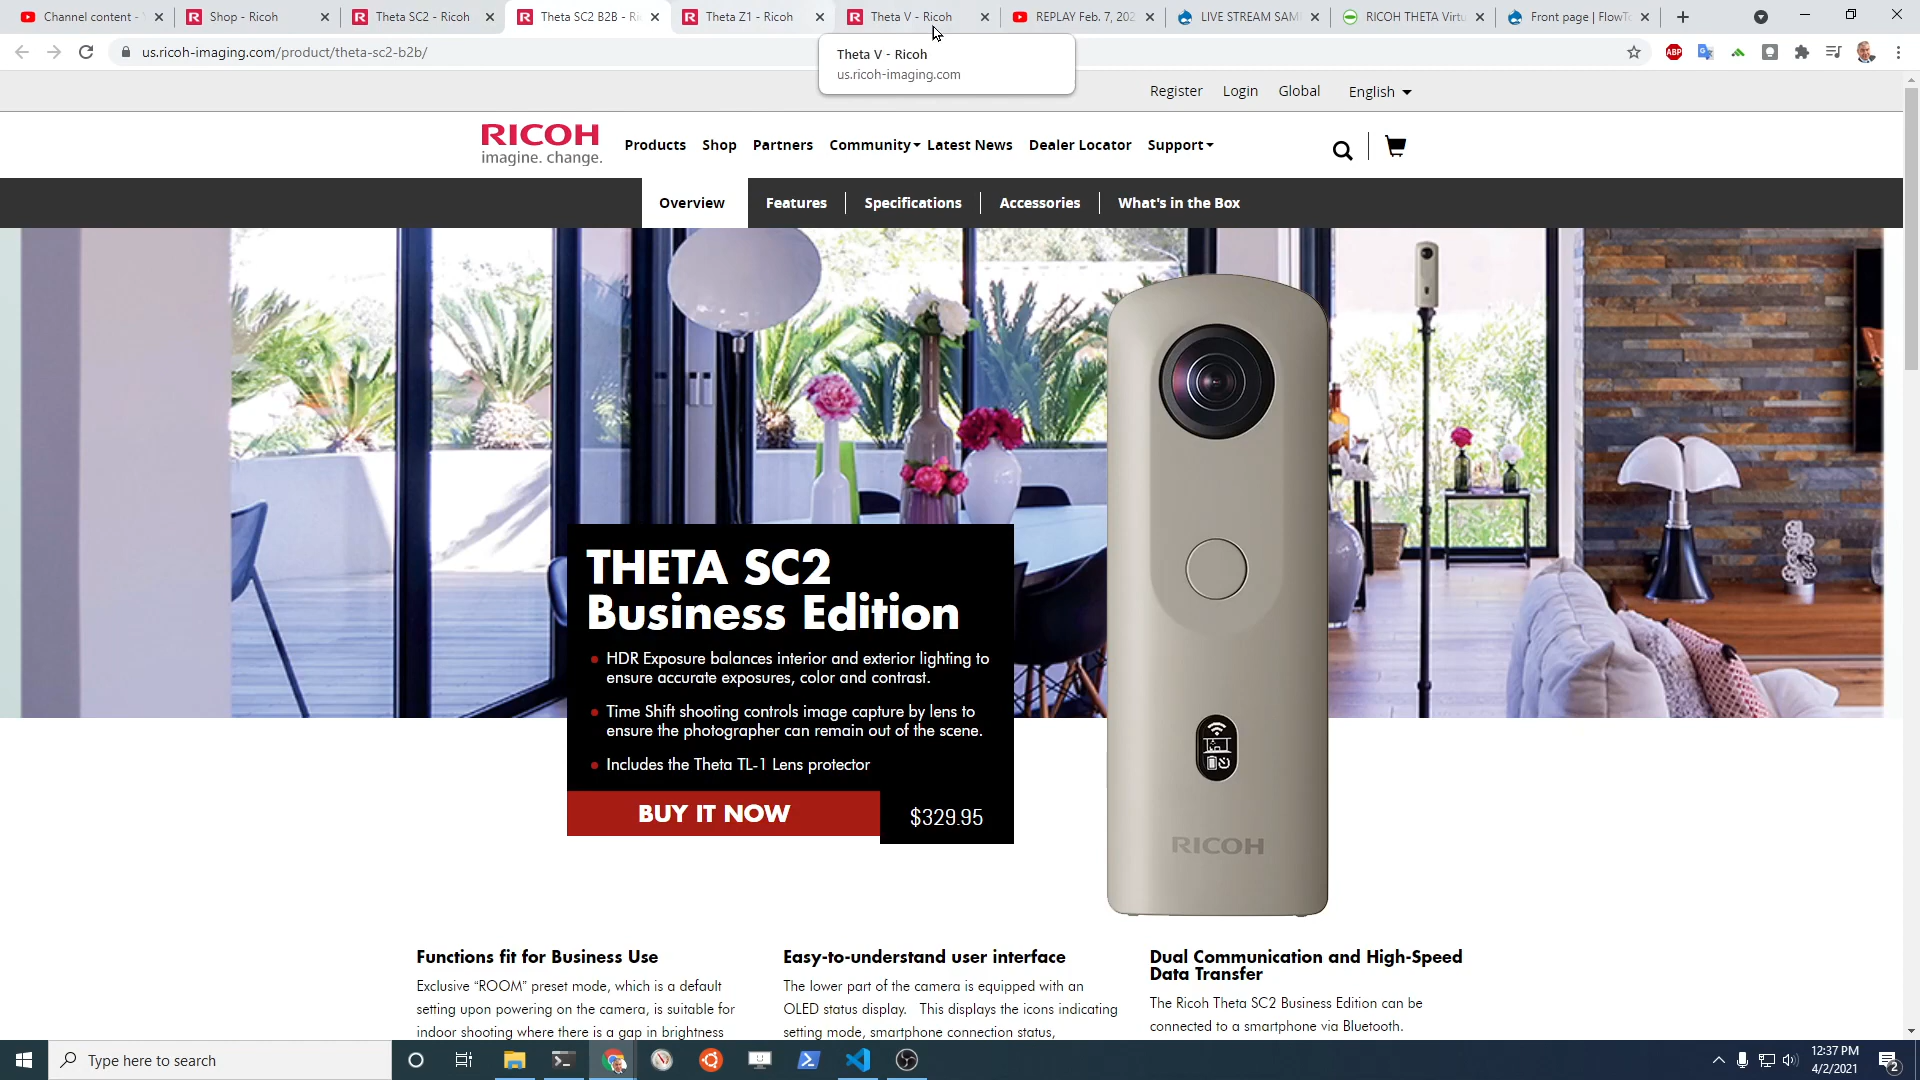 Channel content -
Shop - Ricoh
Theta SC2 - Ricoh
Theta SC2 B2B - Ri
Theta Z1 - Ricoh
Theta V - Ricoh
REPLAY Feb. 7, 202
LIVE STREAM SAM
RICOH THETA Virtu
Front page | FlowTo
us.ricoh-imaging.com/product/theta-sc2-b2b/
ABP
Theta V - Ricoh
us.ricoh-imaging.com
Register Login Global English
RICOH
imagine. change.
Products Shop Partners Community Latest News Dealer Locator Support
Overview Features Specifications Accessories What's in the Box
THETA SC2
Business Edition
HDR Exposure balances interior and exterior lighting to
ensure accurate exposures, color and contrast.
Time Shift shooting controls image capture by lens to
ensure the photographer can remain out of the scene.
Includes the Theta TL-1 Lens protector
BUY IT NOW
$329.95
RICOH
Functions fit for Business Use
Exclusive “ROOM” preset mode, which is a default
setting upon powering on the camera, is suitable for
indoor shooting where there is a gap in brightness
Easy-to-understand user interface
The lower part of the camera is equipped with an
OLED status display. This displays the icons indicating
setting mode, smartphone connection status,
Dual Communication and High-Speed
Data Transfer
The Ricoh Theta SC2 Business Edition can be
connected to a smartphone via Bluetooth.
Type here to search
12:37 PM
4/2/2021
2